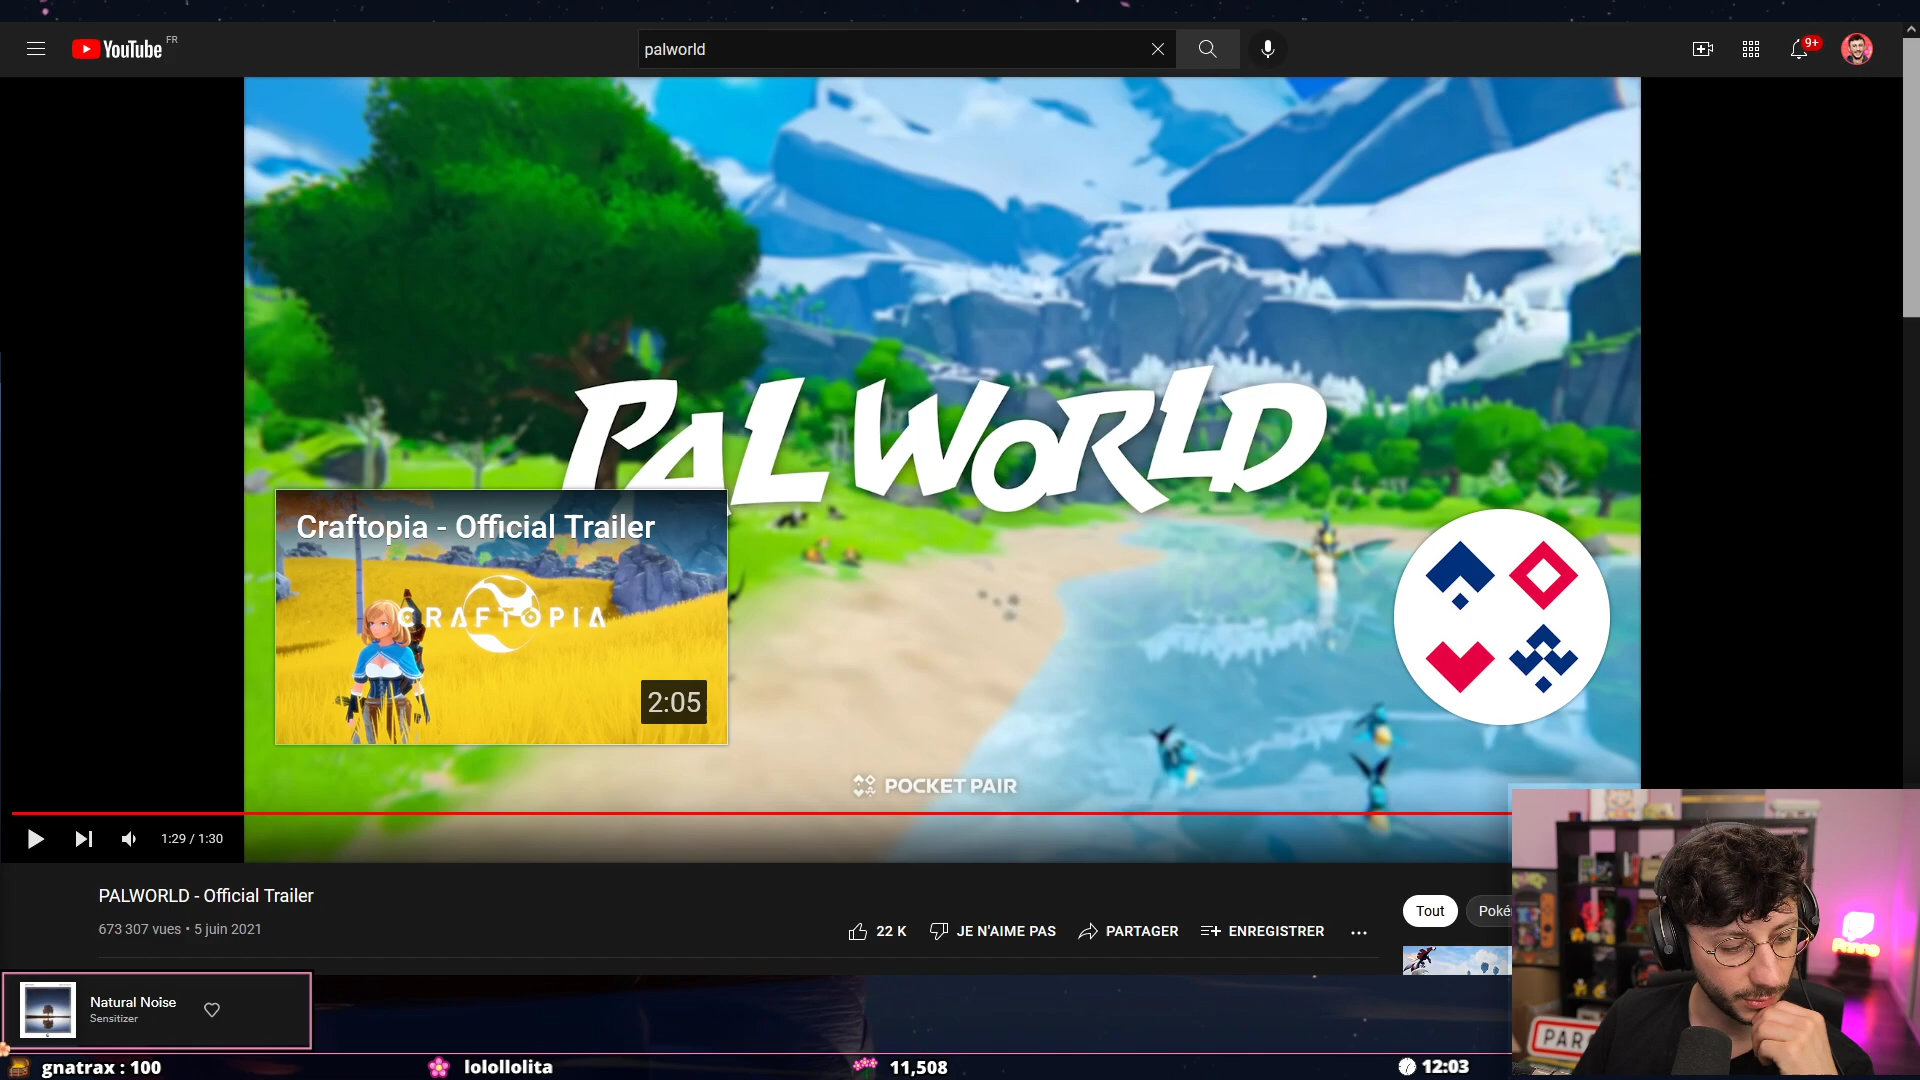 YouTube FR
palworld
9+
PALWORLD
Craftopia - Official Trailer
CRAFTOPIA
2:05
POCKET PAIR
1:29 / 1:30
PALWORLD - Official Trailer
673 307 vues • 5 juin 2021
22 K
JE N'AIME PAS
PARTAGER
ENREGISTRER
Tout
Poké
Natural Noise
Sensitizer
PAR
gnatrax : 100
lolollolita
11,508
12:03